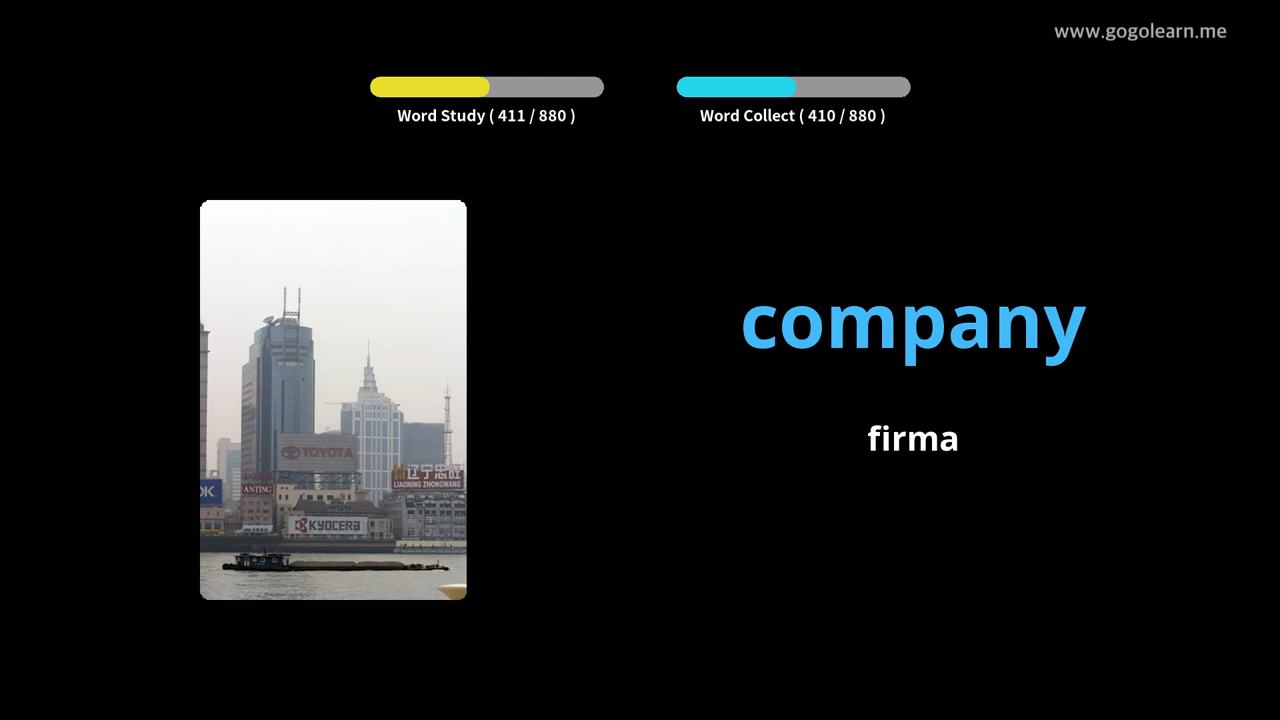 www.gogolearn.me
Word Study ( 411 / 880 )
Word Collect ( 410 / 880 )
company
firma
TOYOTA
辽宁忠旺
LIAONING ZHONGWANG
ANTING
KYOCERA